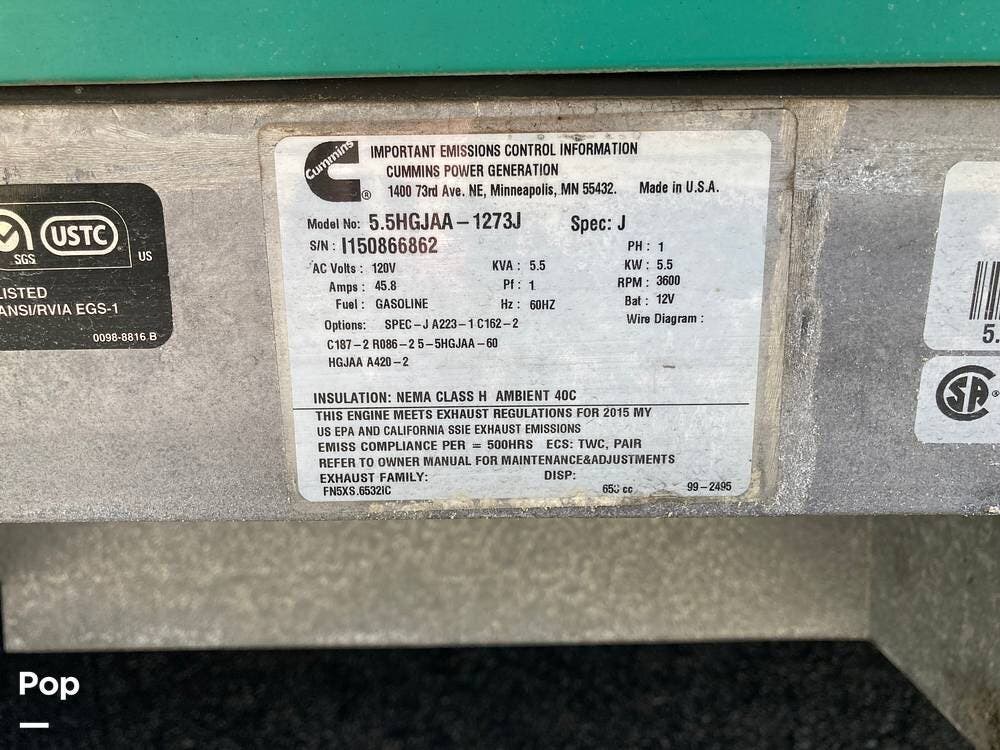 Cummins
®
IMPORTANT EMISSIONS CONTROL INFORMATION
CUMMINS POWER GENERATION
1400 73rd Ave. NE, Minneapolis, MN 55432. Made in U.S.A.
Model No: 5.5HGJAA-1273J Spec: J
S/N : I150866862 PH : 1
AC Volts : 120V KVA : 5.5 KW : 5.5
Amps : 45.8 Pf : 1 RPM : 3600
Fuel : GASOLINE Hz : 60HZ Bat : 12V
Options: SPEC-J A223-1 C162-2 Wire Diagram :
C187-2 R086-2 5-5HGJAA-60
HGJAA A420-2
INSULATION: NEMA CLASS H AMBIENT 40C
THIS ENGINE MEETS EXHAUST REGULATIONS FOR 2015 MY
US EPA AND CALIFORNIA SSIE EXHAUST EMISSIONS
EMISS COMPLIANCE PER = 500HRS ECS: TWC, PAIR
REFER TO OWNER MANUAL FOR MAINTENANCE&ADJUSTMENTS
EXHAUST FAMILY: DISP:
FN5XS.6532IC cc 99-2495
SGS
USTC
US
LISTED
ANSI/RVIA EGS-1
0098-8816 B
5.
SA ®
Pop